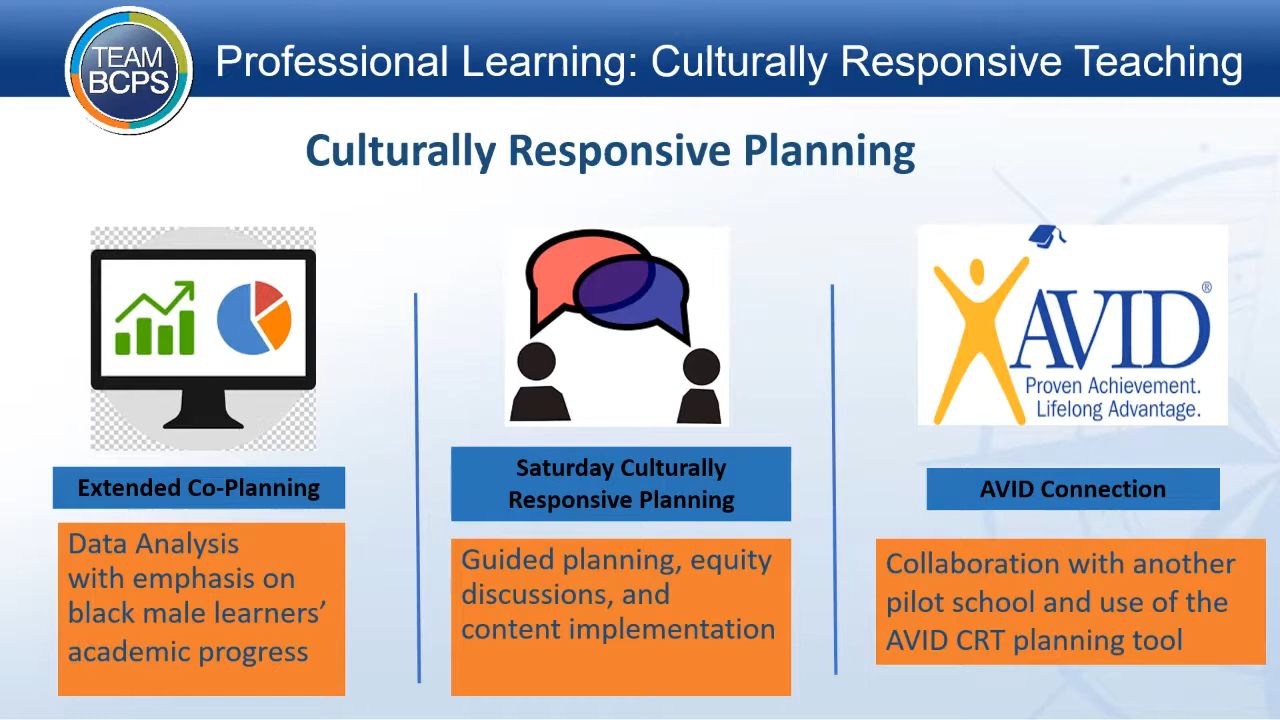 TEAM
BCPS
Professional Learning: Culturally Responsive Teaching
Culturally Responsive Planning
Extended Co-Planning
Data Analysis
with emphasis on
black male learners’
academic progress
Saturday Culturally
Responsive Planning
Guided planning, equity
discussions, and
content implementation
AVID®
Proven Achievement.
Lifelong Advantage.
AVID Connection
Collaboration with another
pilot school and use of the
AVID CRT planning tool